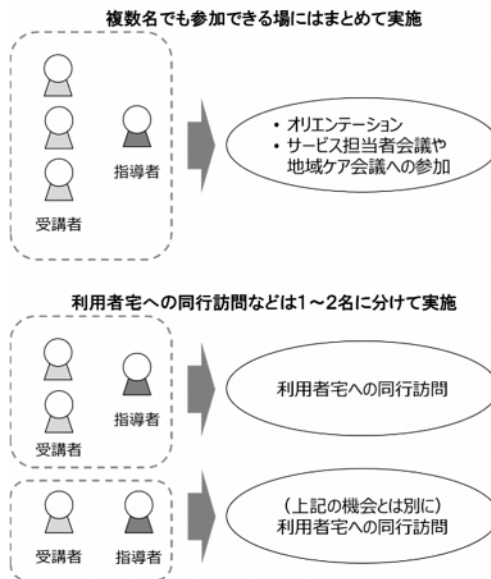 複数名でも参加できる場にはまとめて実施
・オリエンテーション
・サービス担当者会議や
地域ケア会議への参加
指導者
受講者
利用者宅への同行訪問などは1~2名に分けて実施
利用者宅への同行訪問
指導者
受講者
(上記の機会とは別に)
利用者宅への同行訪問
受講者 指導者